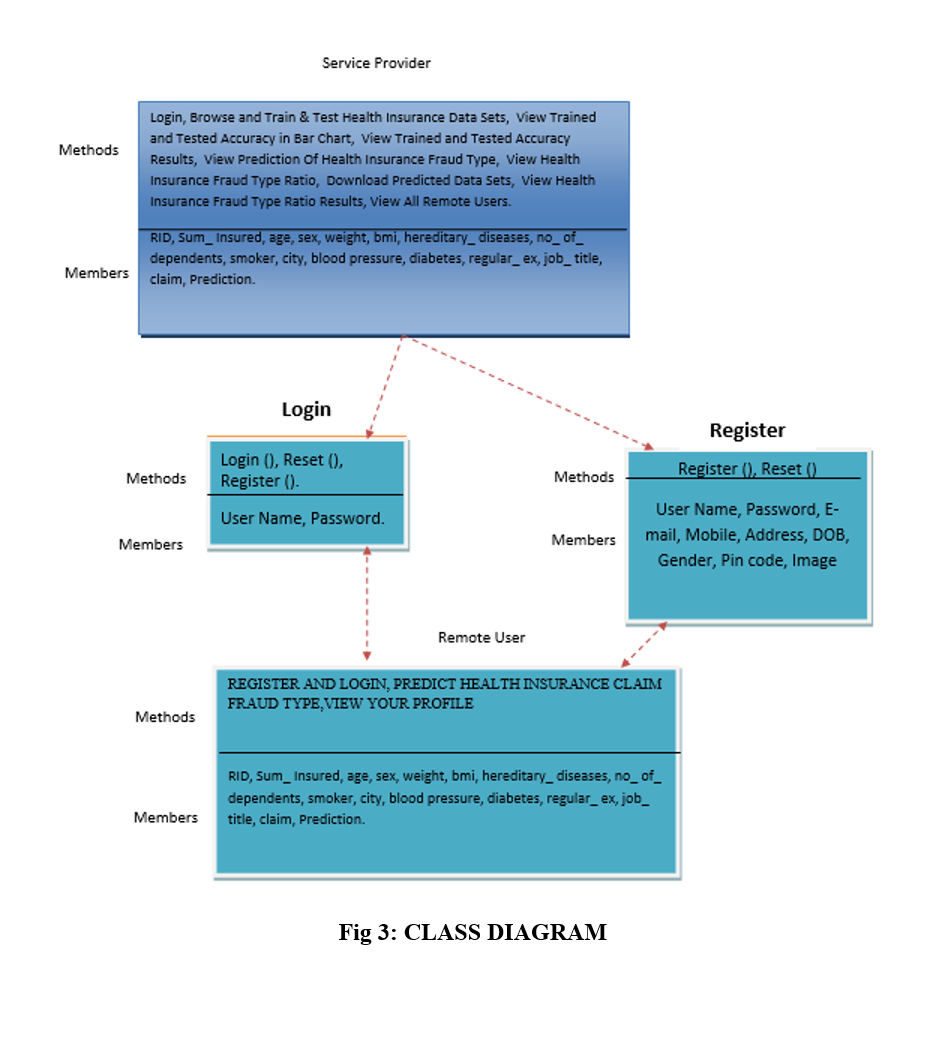 Service Provider
Methods
Login, Browse and Train & Test Health Insurance Data Sets, View Trained
and Tested Accuracy in Bar Chart, View Trained and Tested Accuracy
Results, View Prediction Of Health Insurance Fraud Type, View Health
Insurance Fraud Type Ratio, Download Predicted Data Sets, View Health
Insurance Fraud Type Ratio Results, View All Remote Users.
Members
RID, Sum_ Insured, age, sex, weight, bmi, hereditary_ diseases, no_ of_
dependents, smoker, city, blood pressure, diabetes, regular_ ex, job_ title,
claim, Prediction.
Login
Methods
Login (), Reset (),
Register ().
Members
User Name, Password.
Register
Methods
Register (), Reset ()
Members
User Name, Password, E-
mail, Mobile, Address, DOB,
Gender, Pin code, Image
Remote User
Methods
REGISTER AND LOGIN, PREDICT HEALTH INSURANCE CLAIM
FRAUD TYPE,VIEW YOUR PROFILE
Members
RID, Sum_ Insured, age, sex, weight, bmi, hereditary_ diseases, no_ of_
dependents, smoker, city, blood pressure, diabetes, regular_ ex, job_
title, claim, Prediction.
Fig 3: CLASS DIAGRAM